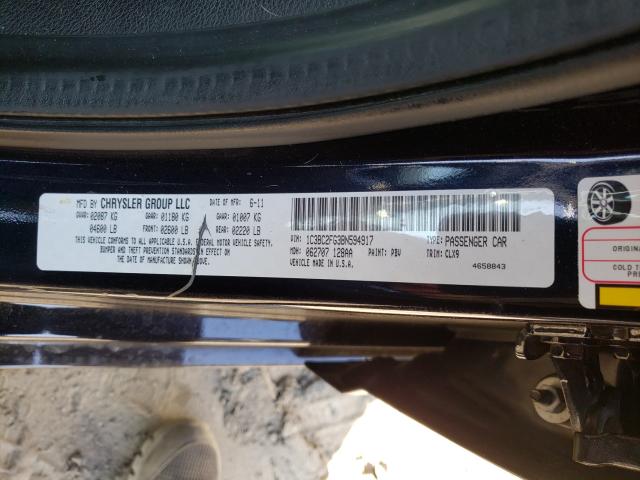 MFD BY CHRYSLER GROUP LLC DATE OF MFR: 6-11
GVWR: 02087 KG GAWR: 01180 KG GAWR: 01007 KG
04600 LB FRONT: 02600 LB REAR: 02220 LB
THIS VEHICLE CONFORMS TO ALL APPLICABLE U.S.A. FEDERAL MOTOR VEHICLE SAFETY,
BUMPER AND THEFT PREVENTION STANDARDS IN EFFECT ON
THE DATE OF MANUFACTURE SHOWN ABOVE.
VIN: 1C3BC2FG3BN594917 TYPE: PASSENGER CAR
MDH: 062707 128AA PAINT: PBV TRIM: CLX9
VEHICLE MADE IN U.S.A. 4658843
ORIGINAL
COLD